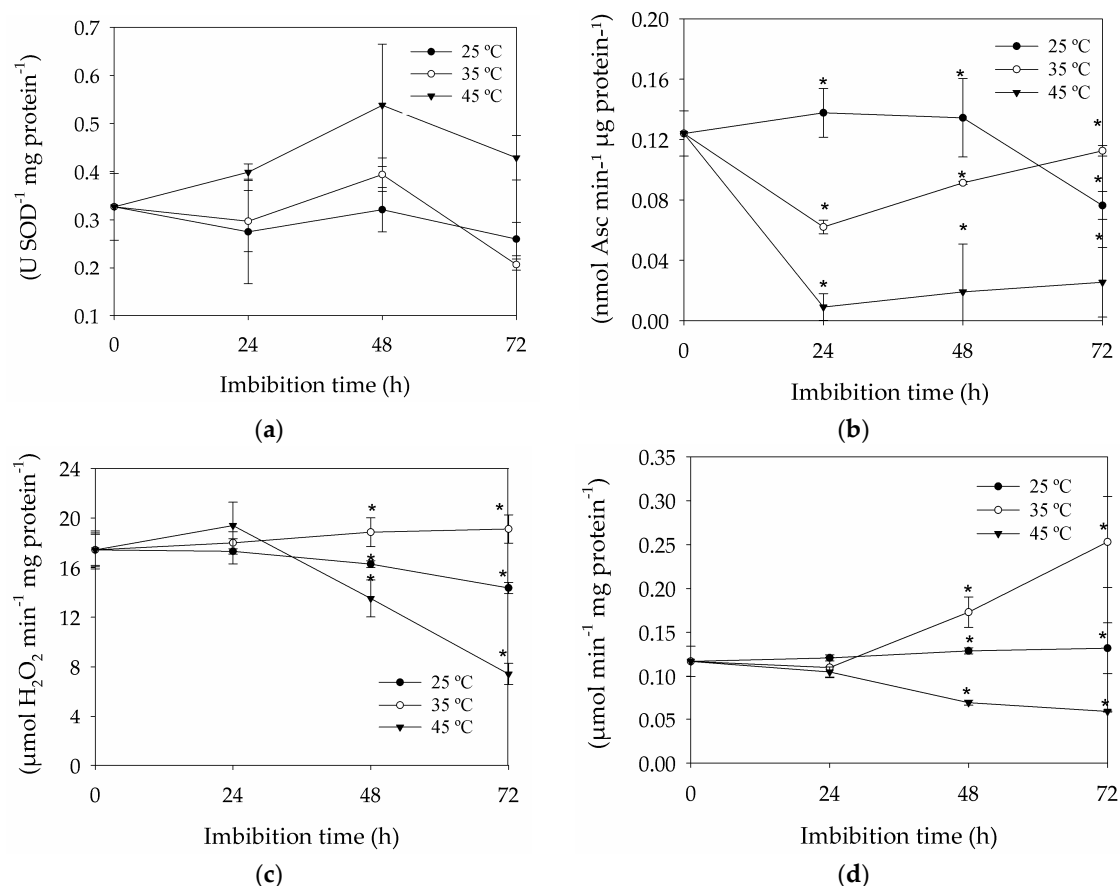 0.7
0.6
0.5
0.4
0.3
0.2
0.1
(U SOD⁻¹ mg protein⁻¹)
25 ºC
35 ºC
45 ºC
0 24 48 72
Imbibition time (h)
(a)
0.20
0.16
0.12
0.08
0.04
0.00
(nmol Asc min-¹ µg protein-¹)
25 ºC
35 ºC
45 ºC
* * *
* * *
* * *
0 24 48 72
Imbibition time (h)
(b)
24
20
16
12
8
4
0
(µmol H₂O₂ min⁻¹ mg protein⁻¹)
* *
* *
* *
25 ºC
35 ºC
45 ºC
0 24 48 72
Imbibition time (h)
(c)
0.35
0.30
0.25
0.20
0.15
0.10
0.05
0.00
(µmol min⁻¹ mg protein⁻¹)
25 ºC
35 ºC
45 ºC
* *
* *
* *
0 24 48 72
Imbibition time (h)
(d)